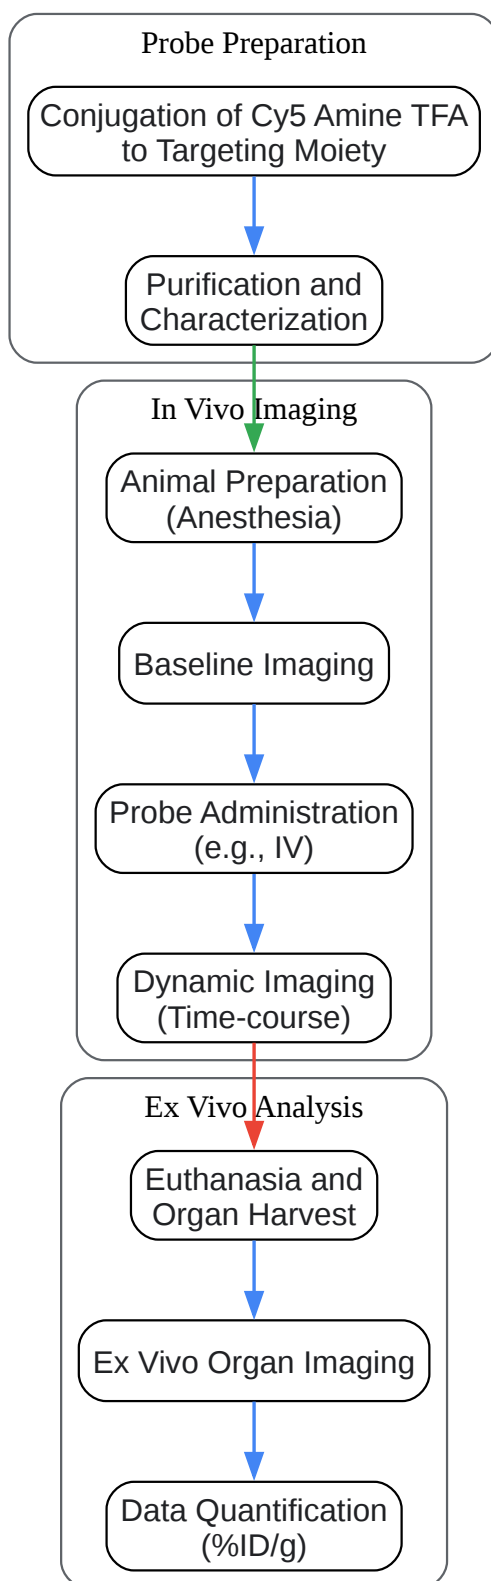 Probe Preparation
Conjugation of Cy5 Amine TFA
to Targeting Moiety
Purification and
Characterization
In Vivo Imaging
Animal Preparation
(Anesthesia)
Baseline Imaging
Probe Administration
(e.g., IV)
Dynamic Imaging
(Time-course)
Ex Vivo Analysis
Euthanasia and
Organ Harvest
Ex Vivo Organ Imaging
Data Quantification
(%ID/g)